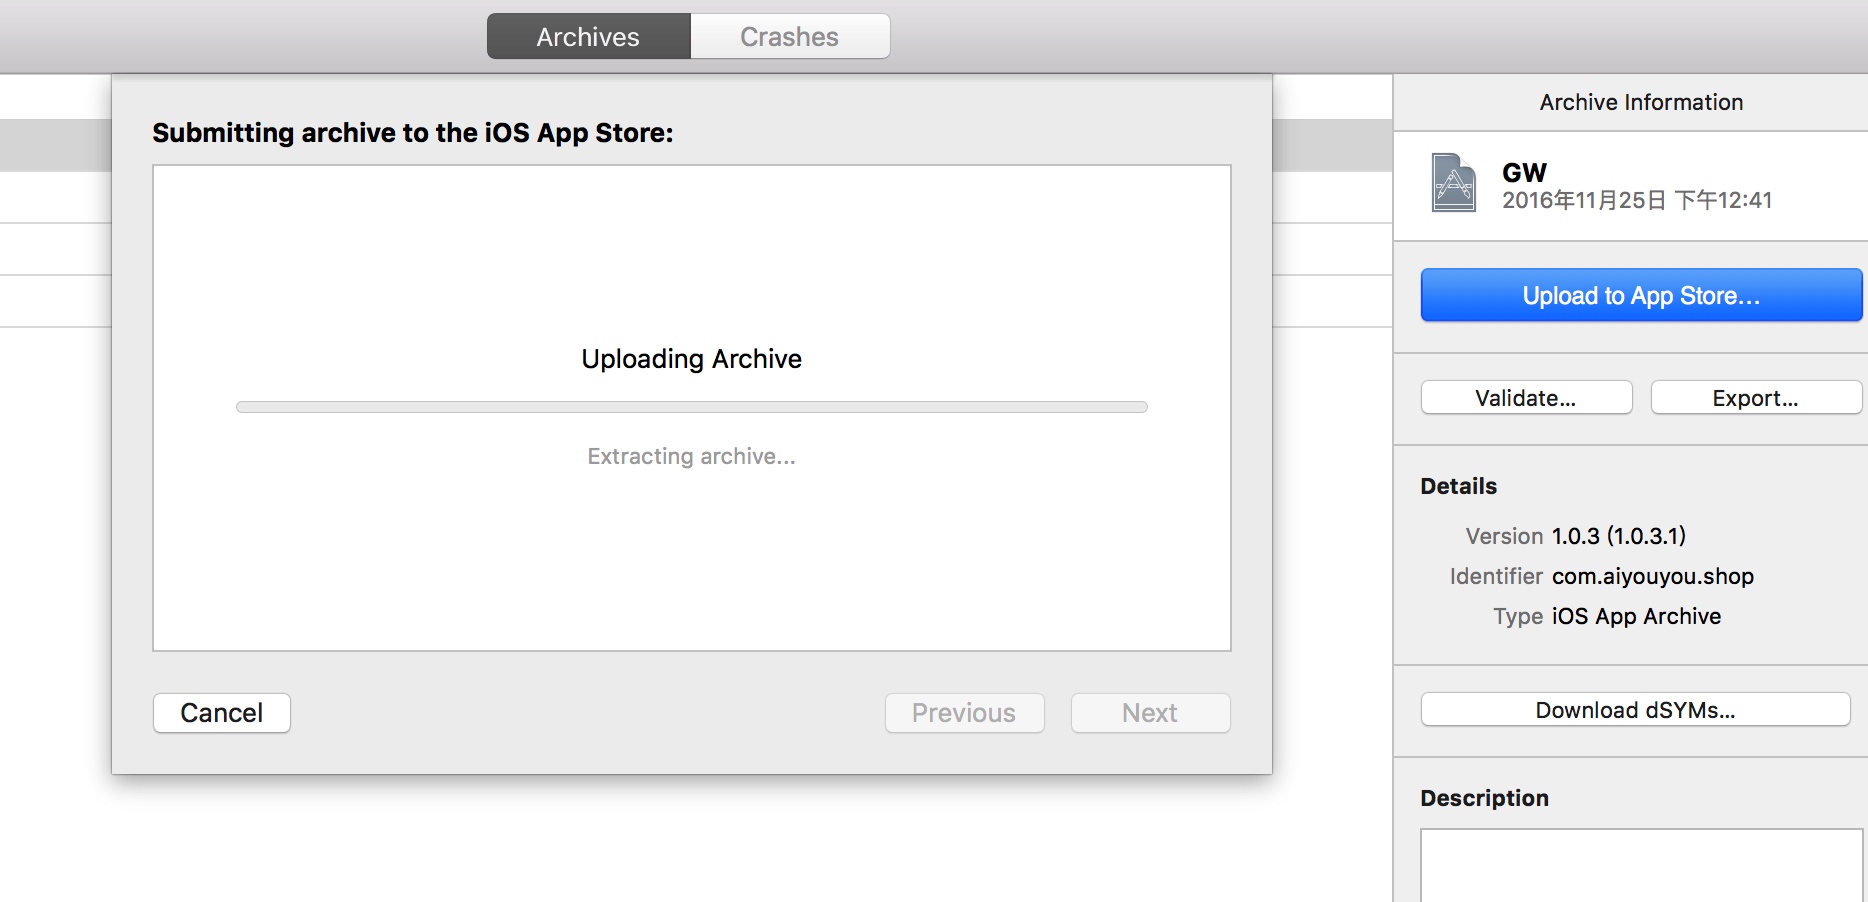 Archives
Crashes
Submitting archive to the iOS App Store:
Uploading Archive
Extracting archive...
Cancel
Previous
Next
Archive Information
GW
2016年11月25日 下午12:41
Upload to App Store...
Validate...
Export...
Details
Version 1.0.3 (1.0.3.1)
Identifier com.aiyouyou.shop
Type iOS App Archive
Download dSYMs...
Description